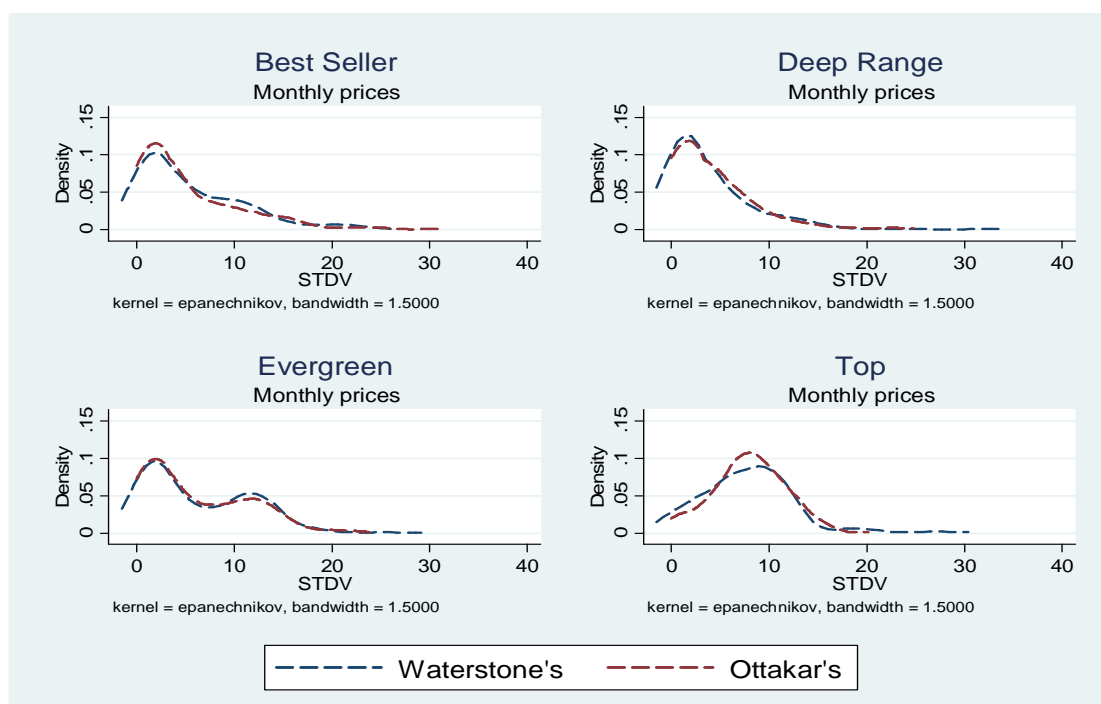 Best Seller
Monthly prices
Density
0 .05 .1 .15
0 10 20 30 40
STDV
kernel = epanechnikov, bandwidth = 1.5000
Deep Range
Monthly prices
Density
0 .05 .1 .15
0 10 20 30 40
STDV
kernel = epanechnikov, bandwidth = 1.5000
Evergreen
Monthly prices
Density
0 .05 .1 .15
0 10 20 30 40
STDV
kernel = epanechnikov, bandwidth = 1.5000
Top
Monthly prices
Density
0 .05 .1 .15
0 10 20 30 40
STDV
kernel = epanechnikov, bandwidth = 1.5000
Waterstone's Ottakar's